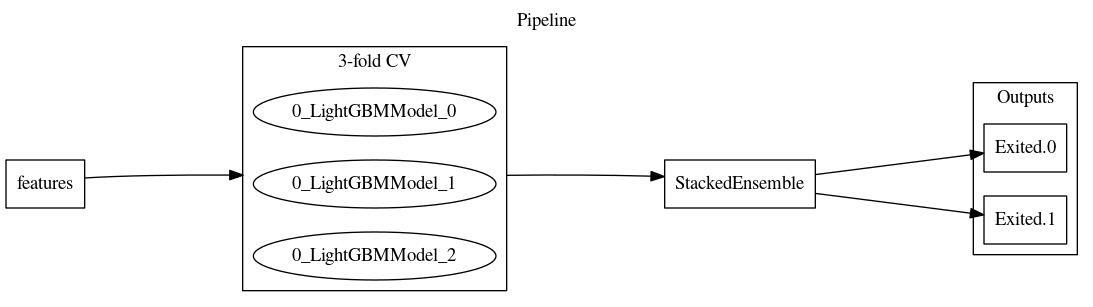 Pipeline
features
3-fold CV
0_LightGBMModel_0
0_LightGBMModel_1
0_LightGBMModel_2
StackedEnsemble
Outputs
Exited.0
Exited.1